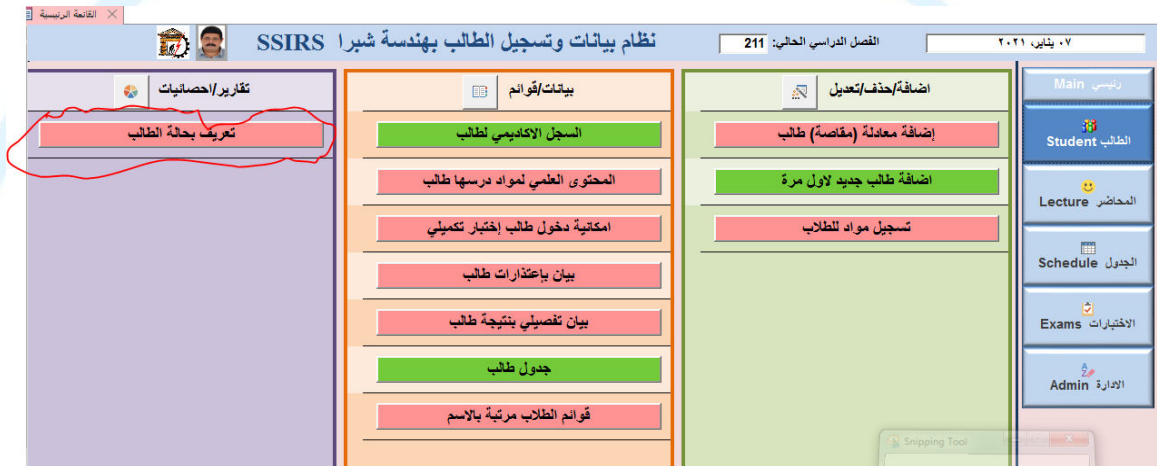 القائمة الرئيسية
نظام بيانات وتسجيل الطالب بهندسة شبرا SSIRS
الفصل الدراسي الحالي: 211
٠٧ يناير، ٢٠٢١
رئيسي Main
الطالب Student
المحاضر Lecture
الجدول Schedule
الاختبارات Exams
الادارة Admin
اضافة/حذف/تعديل
إضافة معادلة (مقاصة) طالب
اضافة طالب جديد لاول مرة
تسجيل مواد للطلاب
بيانات/قوائم
السجل الاكاديمي لطالب
المحتوى العلمي لمواد درسها طالب
امكانية دخول طالب إختبار تكميلي
بيان بإعتذارات طالب
بيان تفصيلي بنتيجة طالب
جدول طالب
قوائم الطلاب مرتبة بالاسم
تقارير/احصائيات
تعريف بحالة الطالب
Snipping Tool